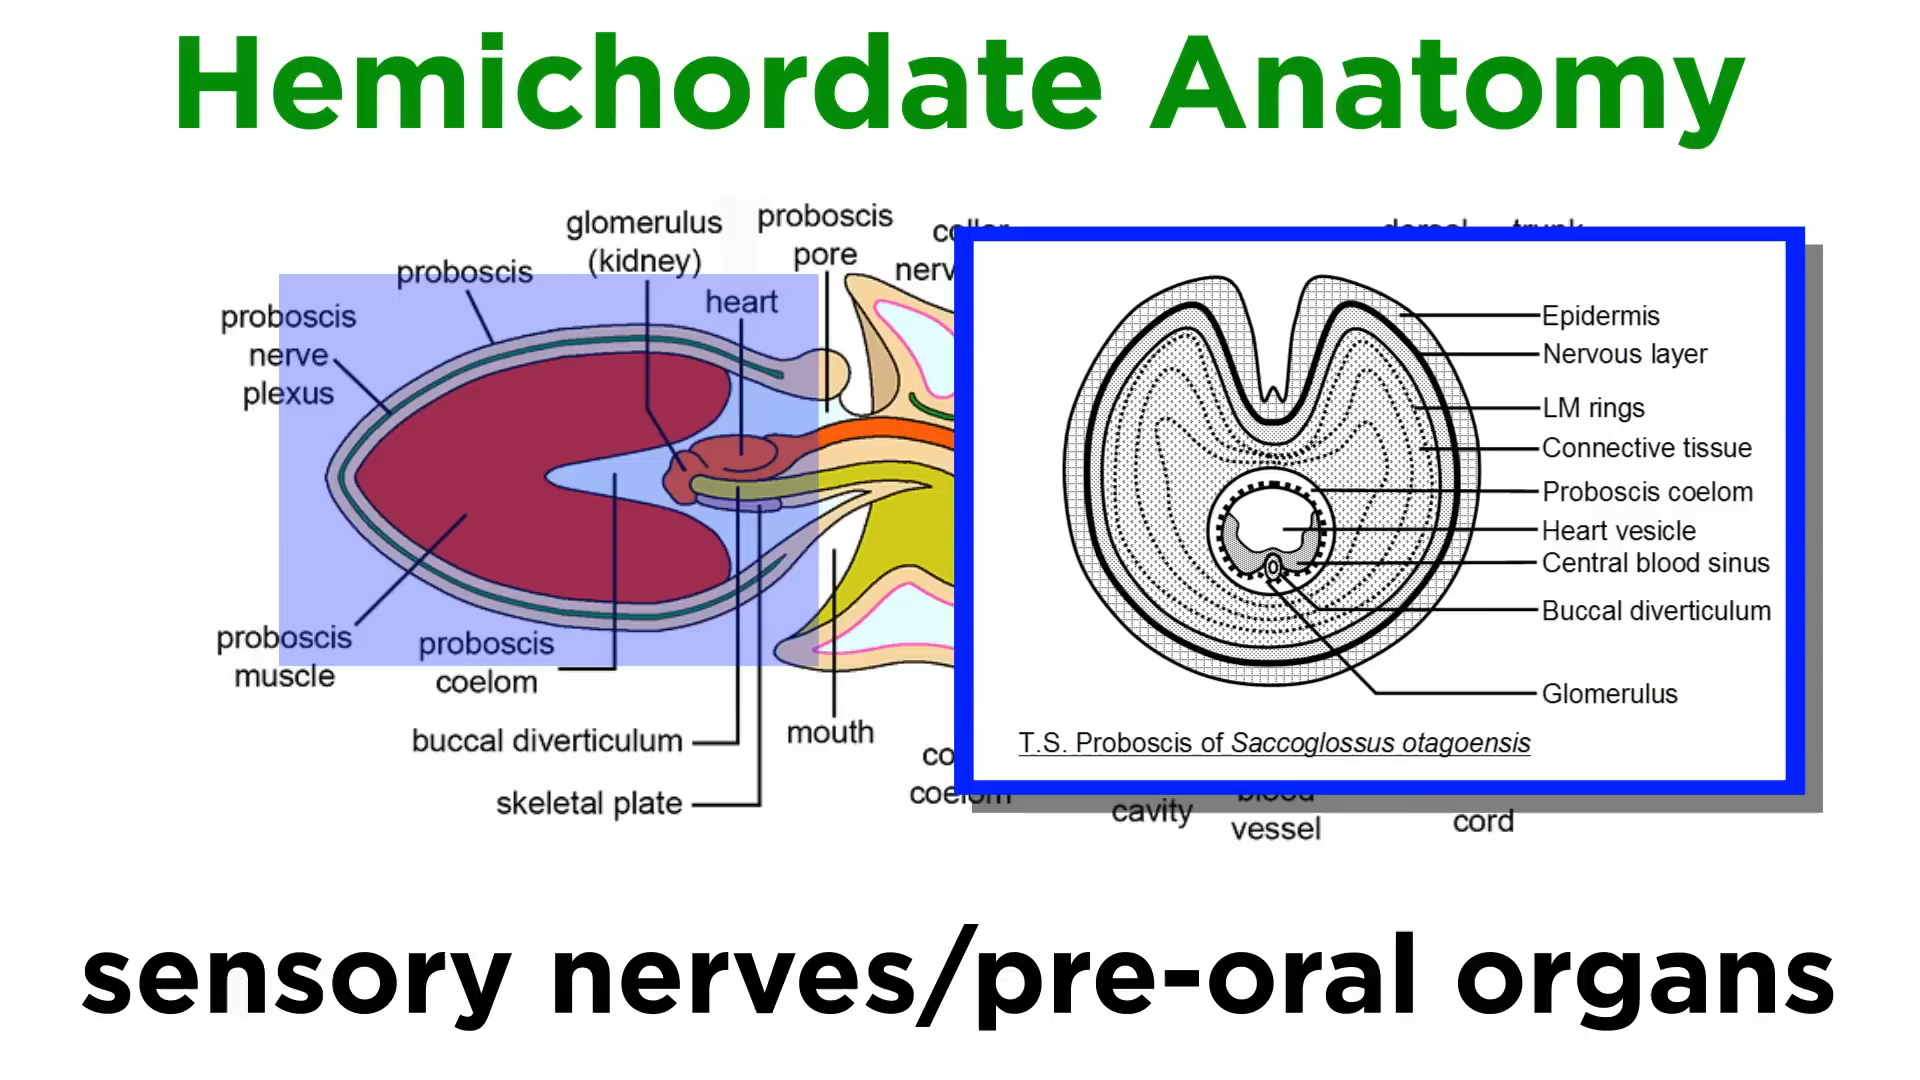 Hemichordate Anatomy
glomerulus
(kidney)
proboscis
pore
proboscis
heart
proboscis
nerve
plexus
proboscis
muscle
proboscis
coelom
buccal diverticulum
skeletal plate
mouth
cavity
vessel
cord
Epidermis
Nervous layer
LM rings
Connective tissue
Proboscis coelom
Heart vesicle
Central blood sinus
Buccal diverticulum
Glomerulus
T.S. Proboscis of Saccoglossus otagoensis
sensory nerves/pre-oral organs